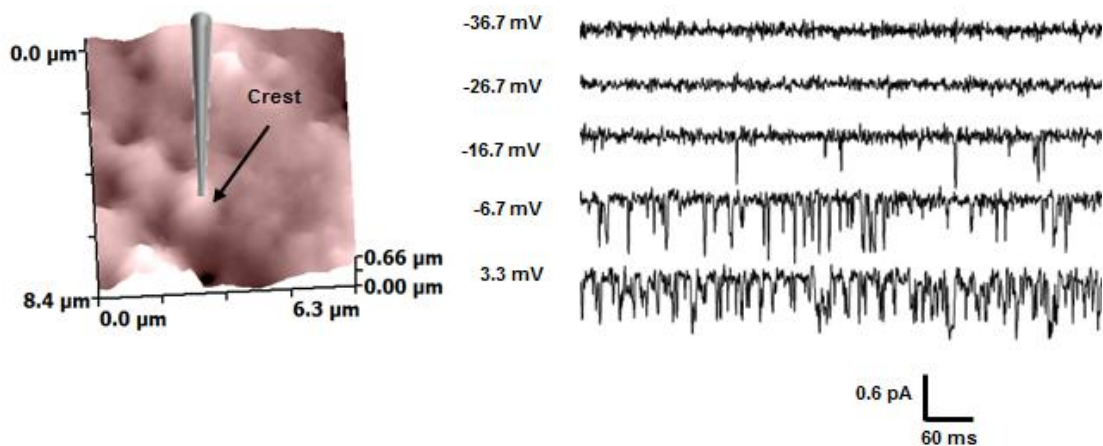 0.0 µm
Crest
0.66 µm
0.00 µm
8.4 µm
0.0 µm
6.3 µm
-36.7 mV
-26.7 mV
-16.7 mV
-6.7 mV
3.3 mV
0.6 pA
60 ms